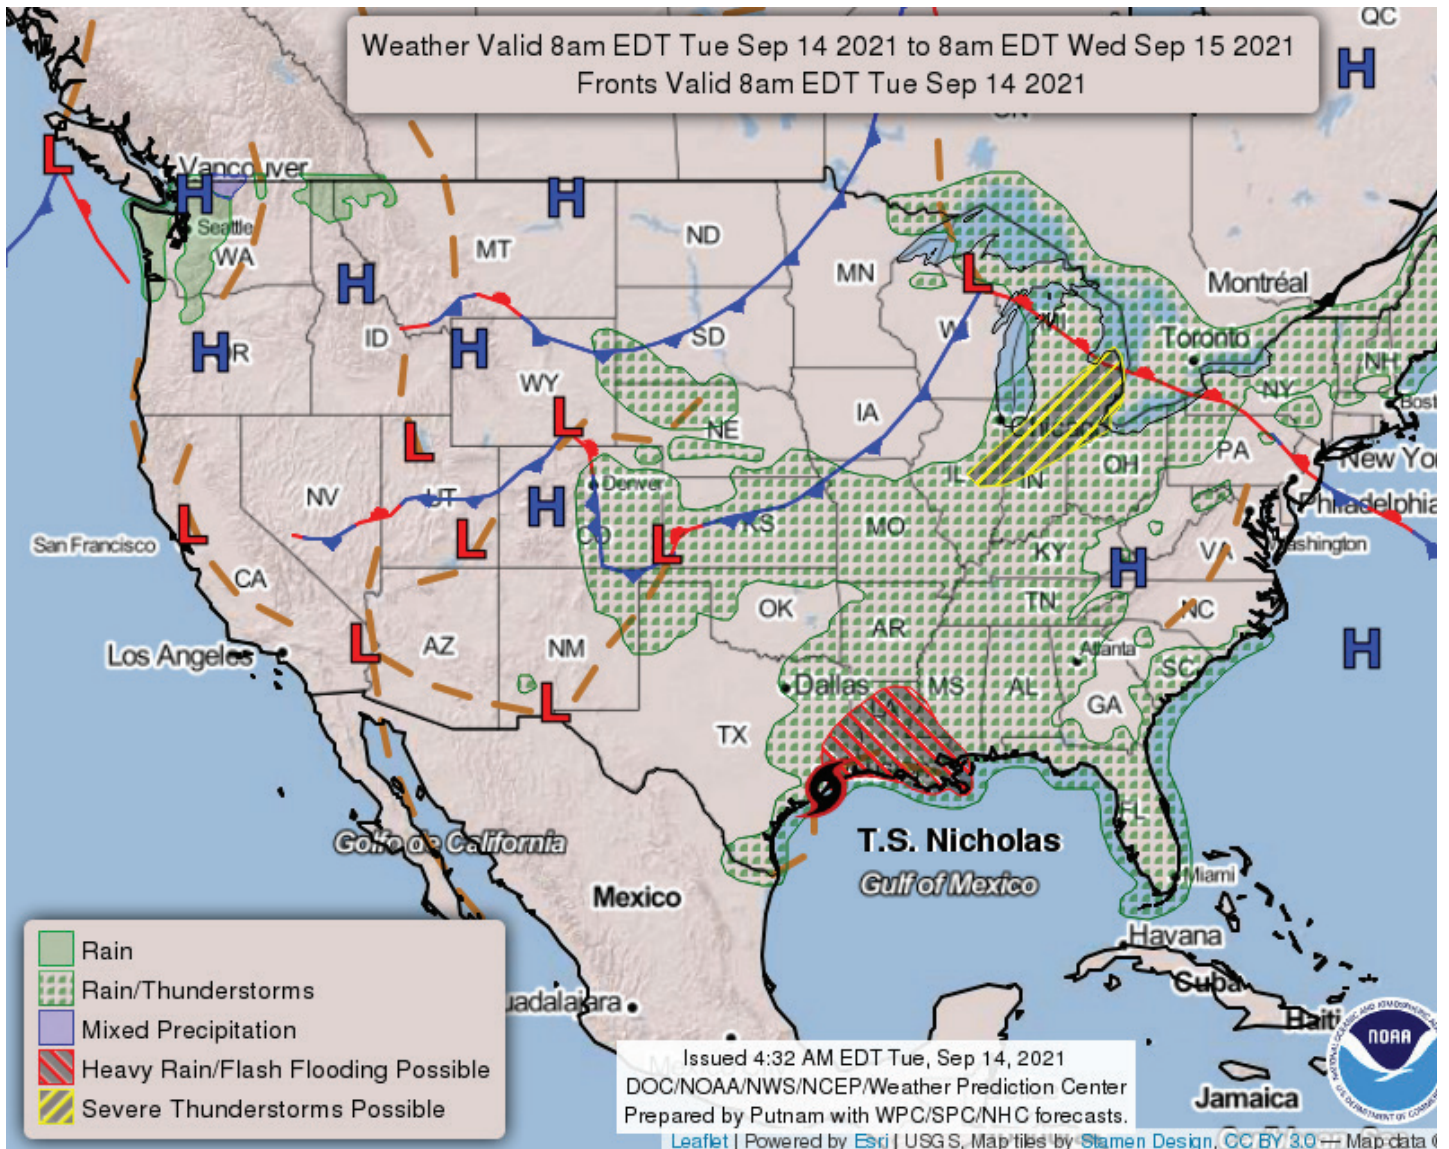 Weather Valid 8am EDT Tue Sep 14 2021 to 8am EDT Wed Sep 15 2021
Fronts Valid 8am EDT Tue Sep 14 2021
QC
H
L
Vancouver
H
H
Seattle
WA
MT
ND
MN
Montréal
H
ID
L
WI
MI
Toronto
H
H
SD
WY
NH
NY
L
IA
NE
Bost
L
PA
New Yo
IL
IN
OH
NV
UT
Denver
H
CO
Philadelphia
San Francisco
L
L
L
KS
MO
KY
VA
ashington
CA
H
OK
TN
NC
Los Angeles
L
AZ
NM
AR
Atlanta
H
SC
L
Dallas
MS
AL
GA
LA
TX
FL
T.S. Nicholas
Golfo de California
Gulf of Mexico
Miami
Mexico
Havana
Cuba
Haiti
uadalajara
Rain
Rain/Thunderstorms
Mixed Precipitation
Heavy Rain/Flash Flooding Possible
Severe Thunderstorms Possible
Issued 4:32 AM EDT Tue, Sep 14, 2021
DOC/NOAA/NWS/NCEP/Weather Prediction Center
Prepared by Putnam with WPC/SPC/NHC forecasts.
NOAA
Jamaica
Leaflet | Powered by Esri | USGS, Map tiles by Stamen Design, CC BY 3.0 — Map data ©